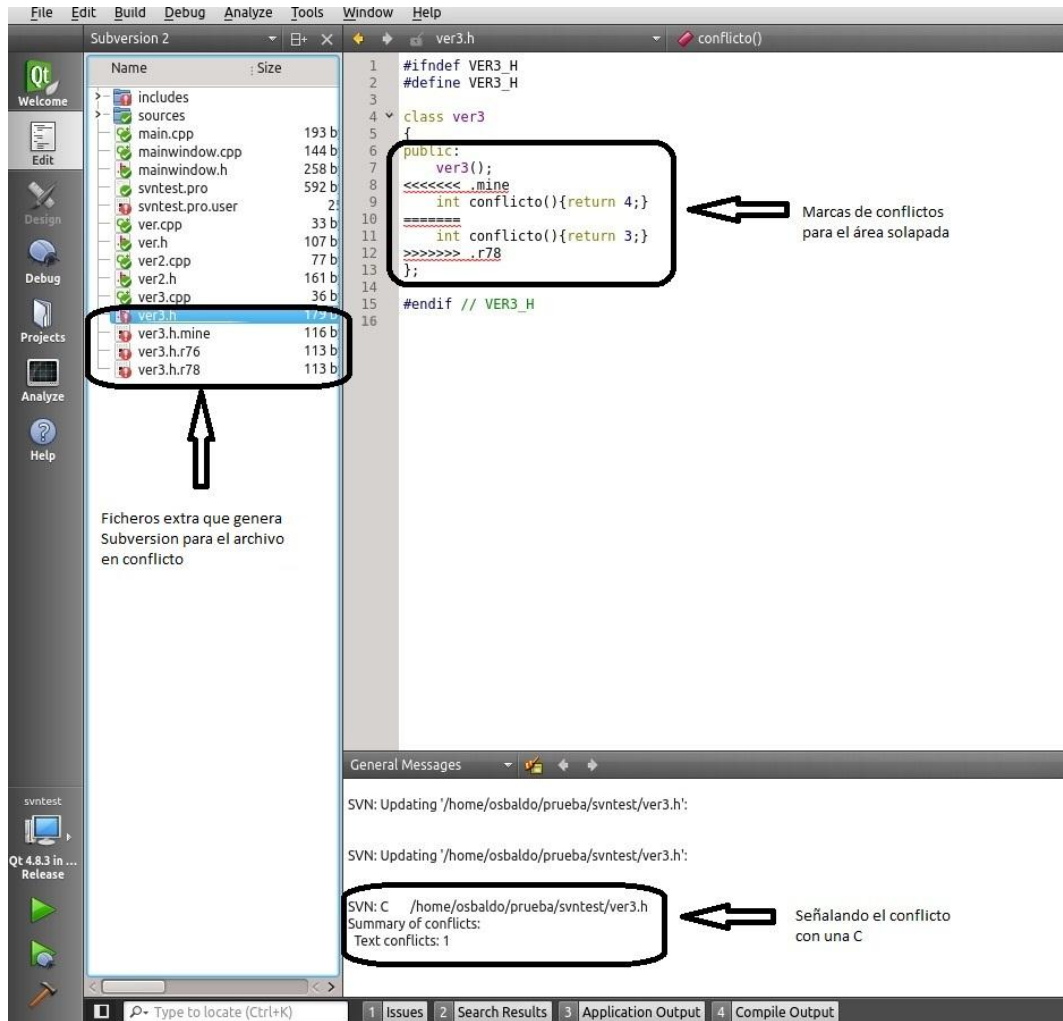 File Edit Build Debug Analyze Tools Window Help
Subversion 2
ver3.h
conflicto()
Welcome
Edit
Design
Debug
Projects
Analyze
Help
Name Size
includes
sources
main.cpp 193 b
mainwindow.cpp 144 b
mainwindow.h 258 b
svntest.pro 592 b
svntest.pro.user
ver.cpp 33 b
ver.h 107 b
ver2.cpp 77 b
ver2.h 161 b
ver3.cpp 36 b
ver3.h 179 b
ver3.h.mine 116 b
ver3.h.r76 113 b
ver3.h.r78 113 b
Ficheros extra que genera
Subversion para el archivo
en conflicto
1 #ifndef VER3_H
2 #define VER3_H
3
4 class ver3
5 {
6 public:
7 ver3();
8 <<<<<<< .mine
9 int conflicto(){return 4;}
10 =======
11 int conflicto(){return 3;}
12 >>>>>>> .r78
13 };
14
15 #endif // VER3_H
16
Marcas de conflictos
para el área solapada
General Messages
SVN: Updating '/home/osbaldo/prueba/svntest/ver3.h':
SVN: Updating '/home/osbaldo/prueba/svntest/ver3.h':
SVN: C /home/osbaldo/prueba/svntest/ver3.h
Summary of conflicts:
Text conflicts: 1
Señalando el conflicto
con una C
svntest
Qt 4.8.3 in ...
Release
Type to locate (Ctrl+K)
1 Issues 2 Search Results 3 Application Output 4 Compile Output